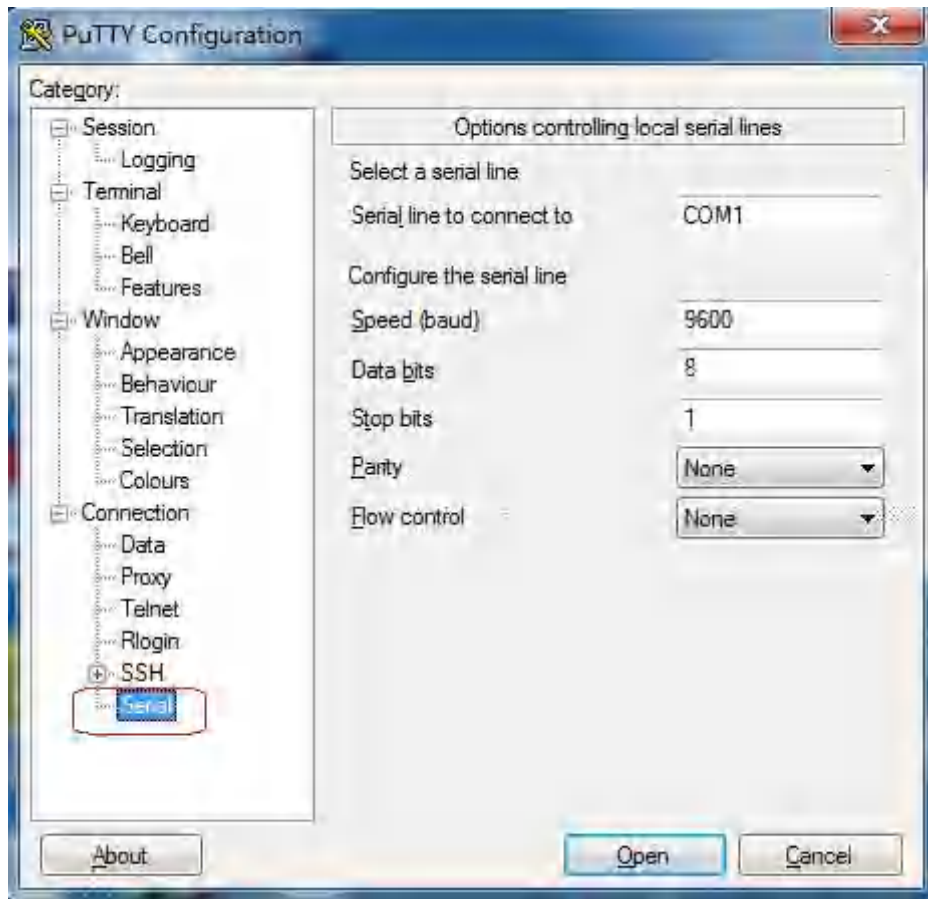 PuTTY Configuration
Category:
Session
Logging
Terminal
Keyboard
Bell
Features
Window
Appearance
Behaviour
Translation
Selection
Colours
Connection
Data
Proxy
Telnet
Rlogin
SSH
Serial
Options controlling local serial lines
Select a serial line
Serial line to connect to COM1
Configure the serial line
Speed (baud) 9600
Data bits 8
Stop bits 1
Parity None
Flow control None
About Open Cancel